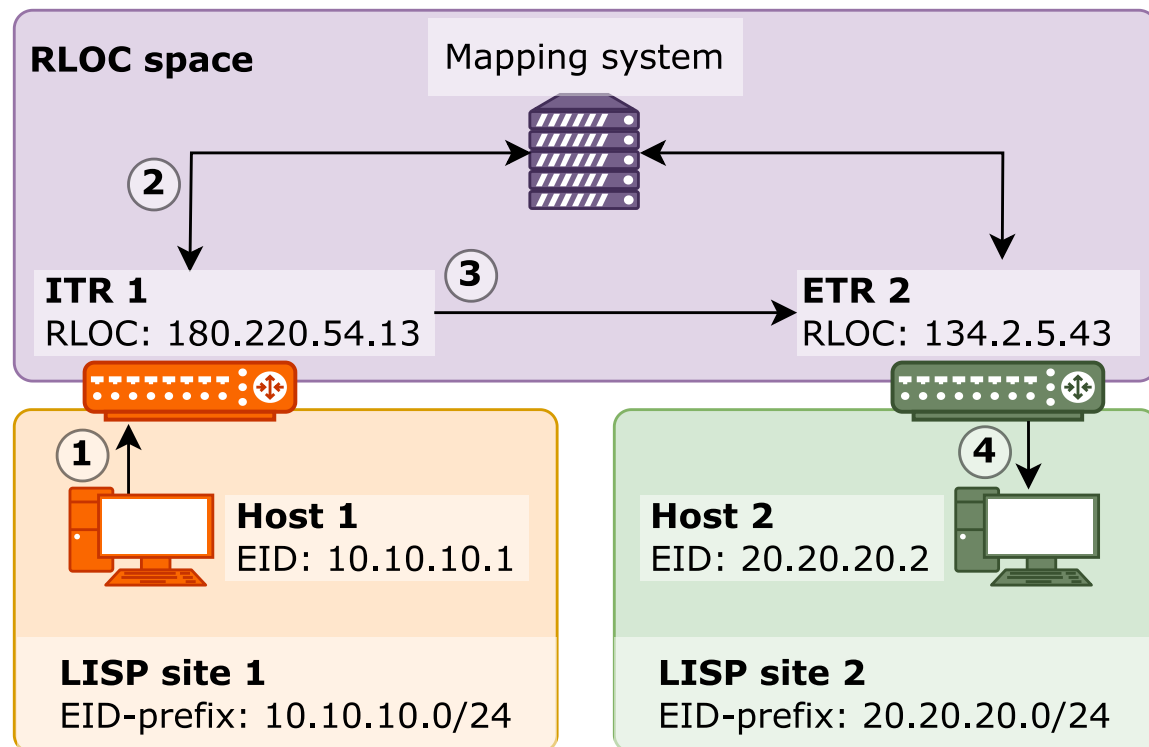 RLOC space
Mapping system
2
3
ITR 1
RLOC: 180.220.54.13
ETR 2
RLOC: 134.2.5.43
1
4
Host 1
EID: 10.10.10.1
Host 2
EID: 20.20.20.2
LISP site 1
EID-prefix: 10.10.10.0/24
LISP site 2
EID-prefix: 20.20.20.0/24